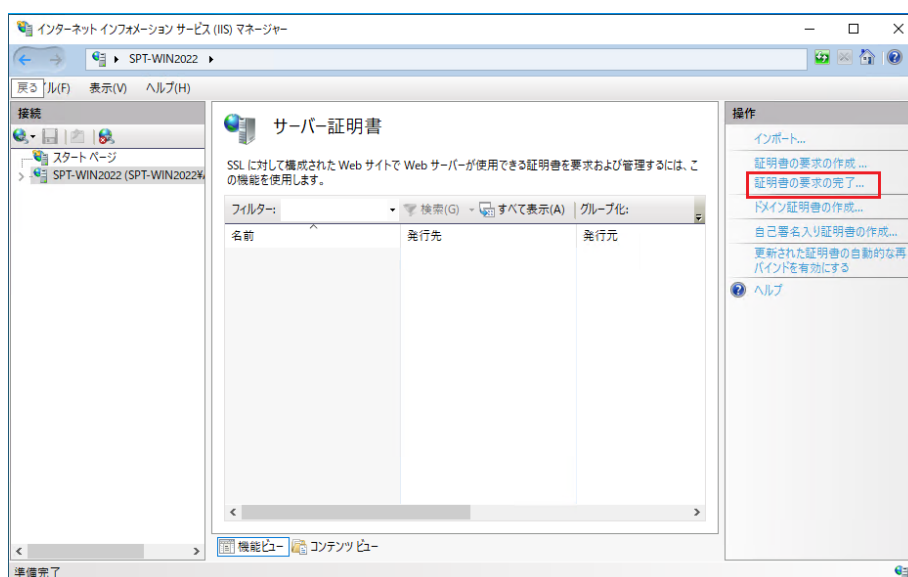 インターネット インフォメーション サービス (IIS) マネージャー
SPT-WIN2022
戻る
イル(F) 表示(V) ヘルプ(H)
接続
スタート ページ
SPT-WIN2022 (SPT-WIN2022¥
サーバー証明書
SSL に対して構成された Web サイトで Web サーバーが使用できる証明書を要求および管理するには、こ
の機能を使用します。
フィルター: 検索(G) すべて表示(A) グループ化:
名前 発行先 発行元
機能ビュー コンテンツ ビュー
操作
インポート...
証明書の要求の作成 ...
証明書の要求の完了...
ドメイン証明書の作成...
自己署名入り証明書の作成...
更新された証明書の自動的な再
バインドを有効にする
ヘルプ
準備完了